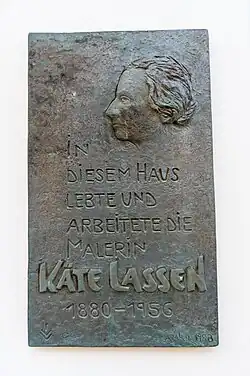 IN
DIESEM HAUS
LEBTE UND
ARBEITETE DIE
MALERIN
KÄTE LASSEN
1880–1956